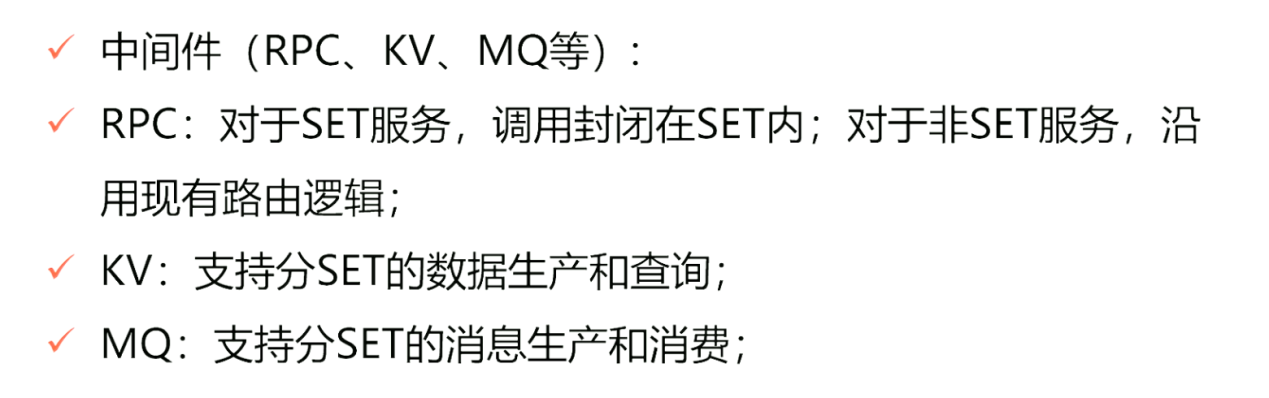 ✓ 中间件（RPC、KV、MQ等）:
✓ RPC：对于SET服务，调用封闭在SET内；对于非SET服务，沿
用现有路由逻辑；
✓ KV：支持分SET的数据生产和查询；
✓ MQ：支持分SET的消息生产和消费；